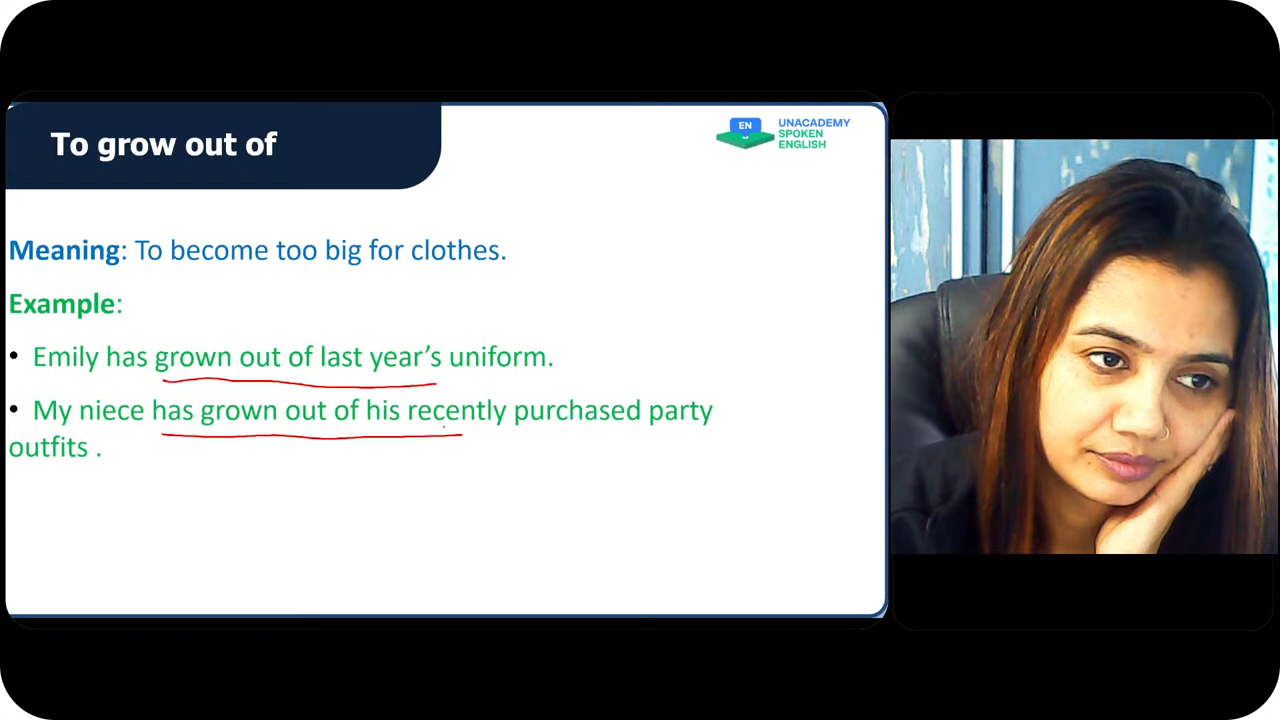 To grow out of
EN
UNACADEMY
SPOKEN
ENGLISH
Meaning: To become too big for clothes.
Example:
• Emily has grown out of last year’s uniform.
• My niece has grown out of his recently purchased party
outfits .